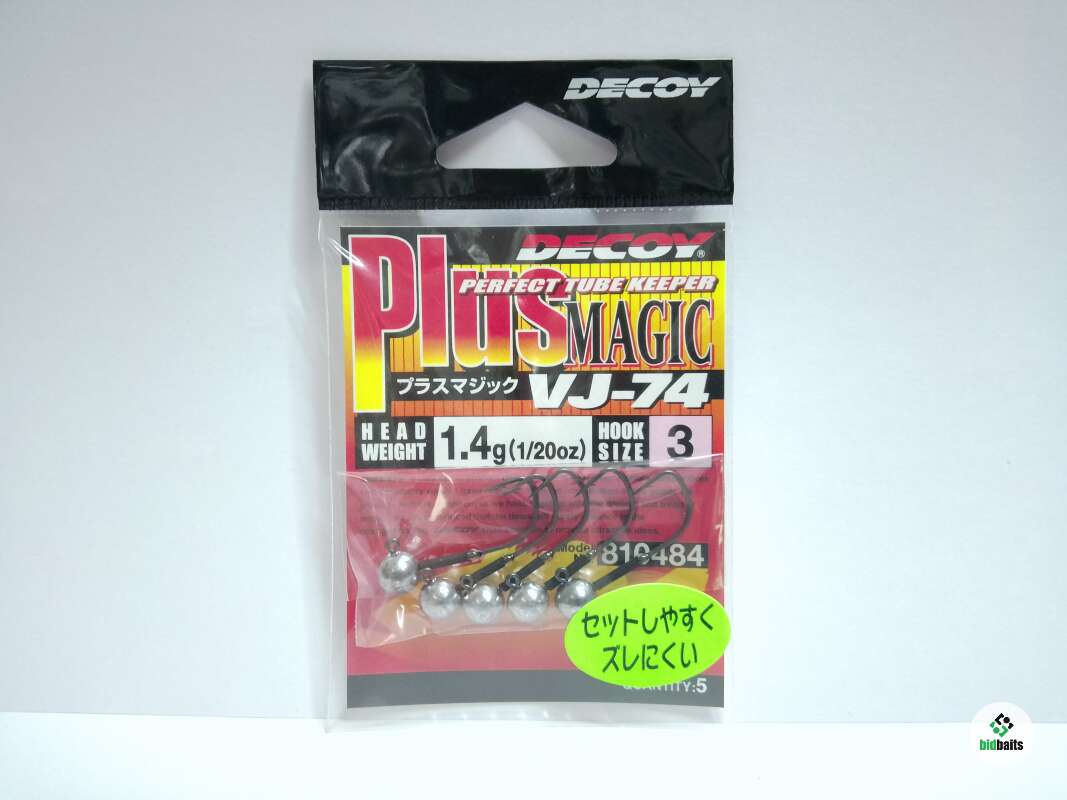 DECOY
DECOY®
Plus
PERFECT TUBE KEEPER
MAGIC
プラスマジック VJ-74
HEAD WEIGHT 1.4g(1/20oz) HOOK SIZE 3
Model
810484
セットしやすく
ズレにくい
QUANTITY:5
bidbaits